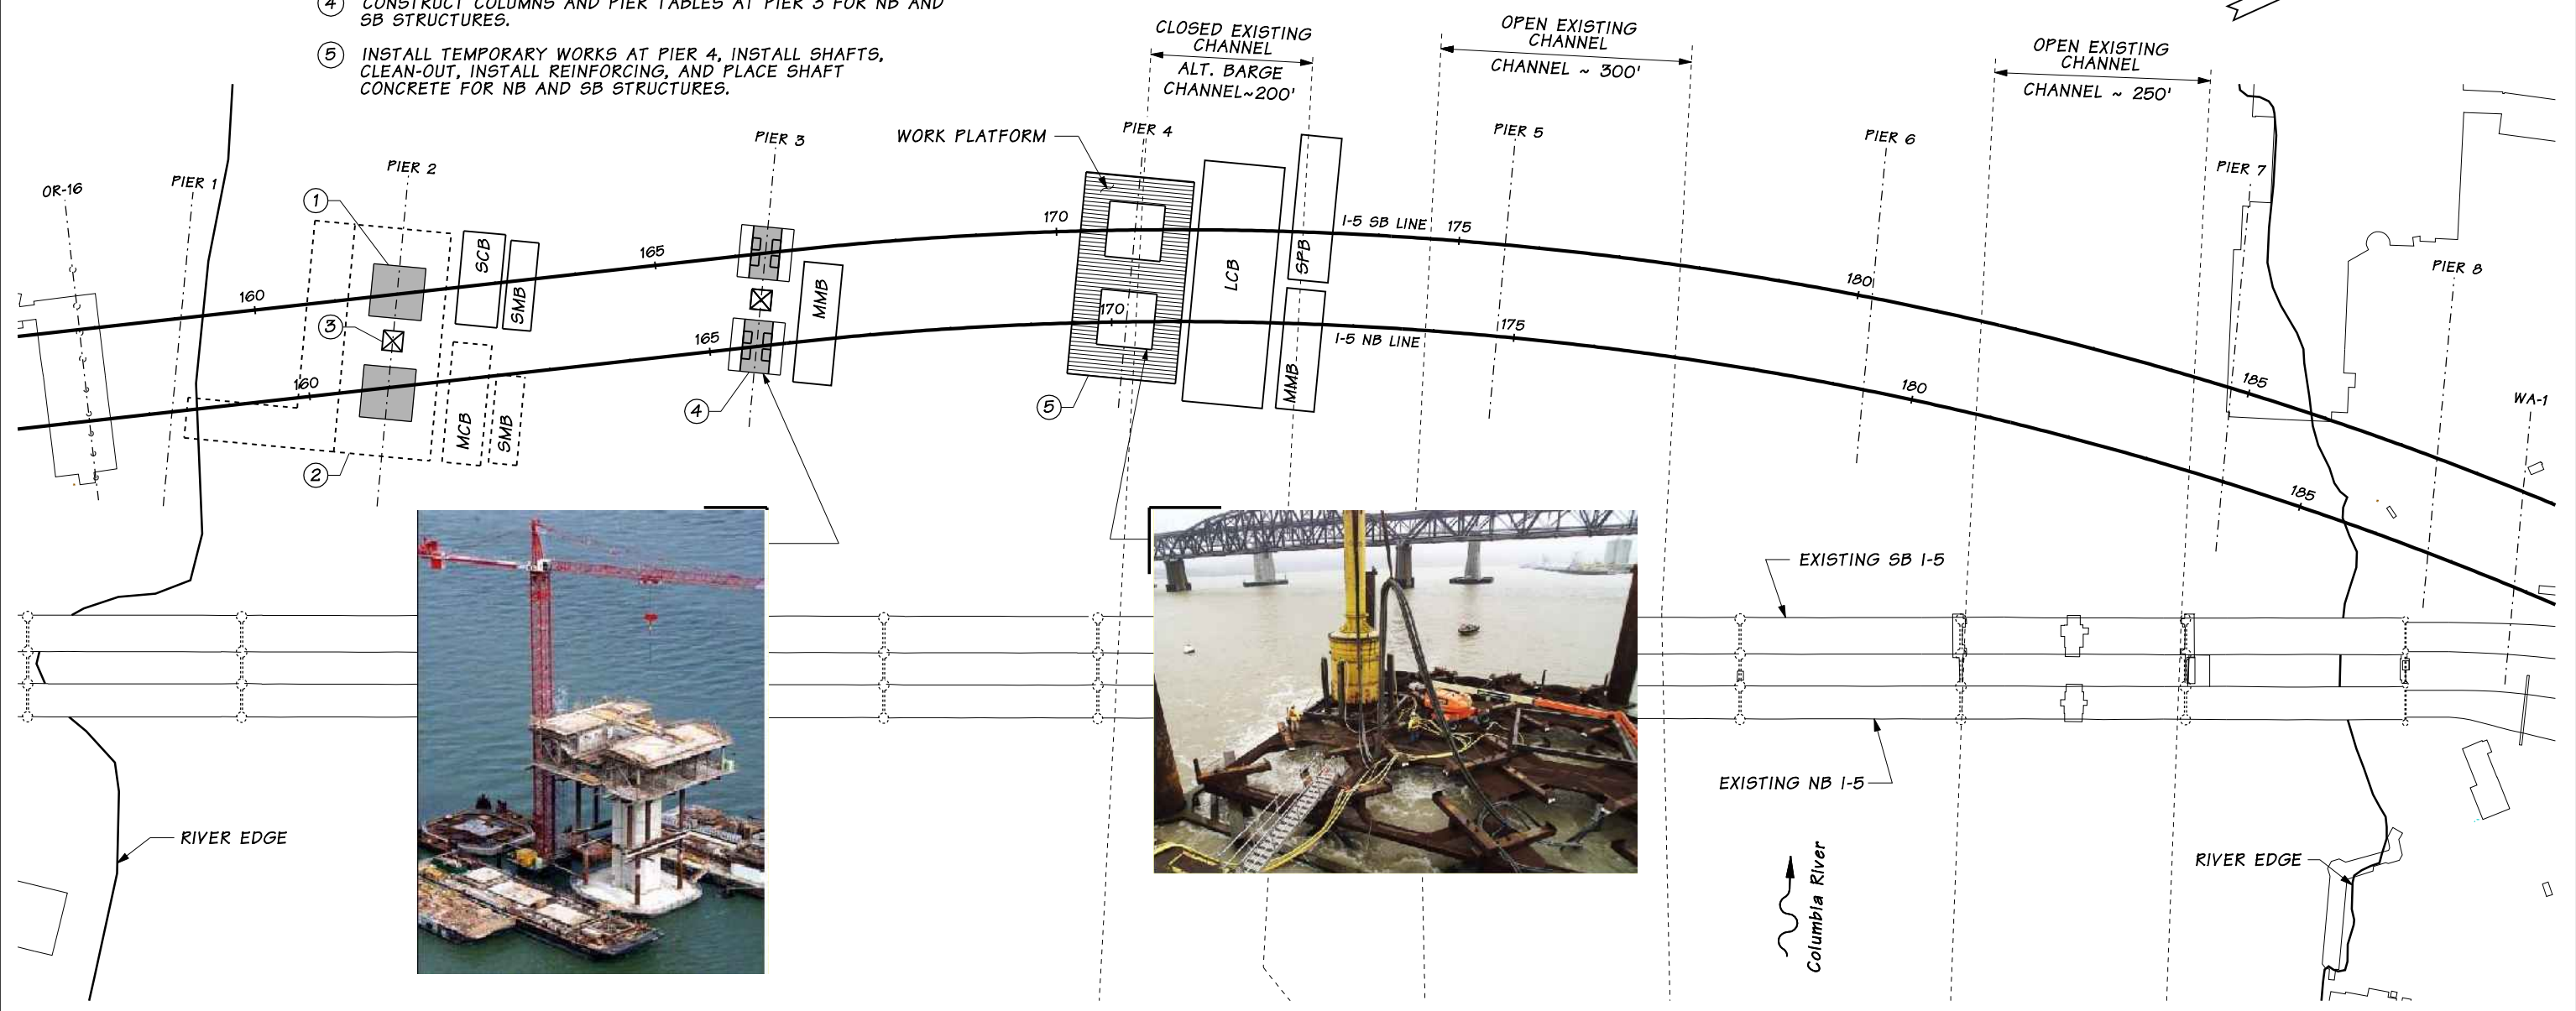 ④ CONSTRUCT COLUMNS AND PIER TABLES AT PIER 3 FOR NB AND
SB STRUCTURES.
⑤ INSTALL TEMPORARY WORKS AT PIER 4, INSTALL SHAFTS,
CLEAN-OUT, INSTALL REINFORCING, AND PLACE SHAFT
CONCRETE FOR NB AND SB STRUCTURES.
CLOSED EXISTING
CHANNEL
ALT. BARGE
CHANNEL~200'
OPEN EXISTING
CHANNEL
CHANNEL ~ 300'
OPEN EXISTING
CHANNEL
CHANNEL ~ 250'
OR-16
PIER 1
PIER 2
PIER 3
WORK PLATFORM
PIER 4
PIER 5
PIER 6
PIER 7
PIER 8
WA-1
①
SCB
SMB
③
MCB
SMB
②
MMB
④
⑤
LCB
SPB
MMB
160
165
170
I-5 SB LINE
175
180
185
160
165
170
I-5 NB LINE
175
180
185
EXISTING SB I-5
EXISTING NB I-5
RIVER EDGE
Columbia River
RIVER EDGE